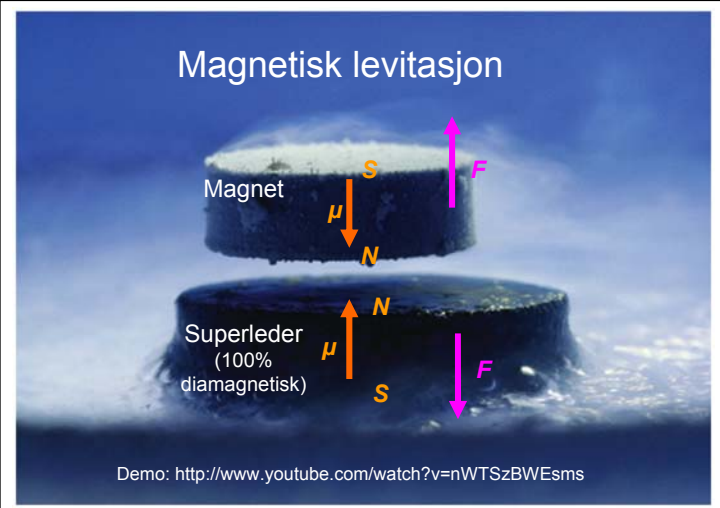 Magnetisk levitasjon
S
F
Magnet
μ
N
N
Superleder
(100%
diamagnetisk)
μ
F
S
Demo: http://www.youtube.com/watch?v=nWTSzBWEsms